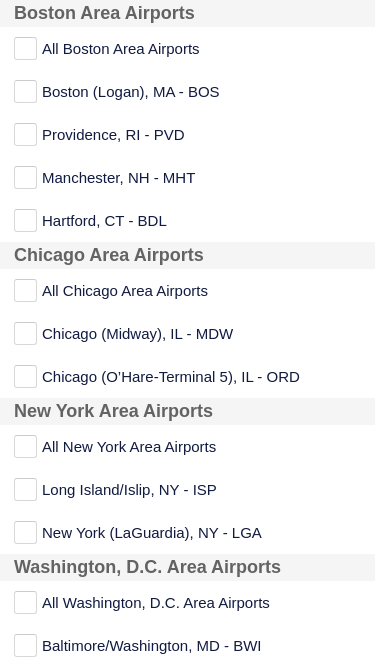 Boston Area Airports
All Boston Area Airports
Boston (Logan), MA - BOS
Providence, RI - PVD
Manchester, NH - MHT
Hartford, CT - BDL
Chicago Area Airports
All Chicago Area Airports
Chicago (Midway), IL - MDW
Chicago (O’Hare-Terminal 5), IL - ORD
New York Area Airports
All New York Area Airports
Long Island/Islip, NY - ISP
New York (LaGuardia), NY - LGA
Washington, D.C. Area Airports
All Washington, D.C. Area Airports
Baltimore/Washington, MD - BWI